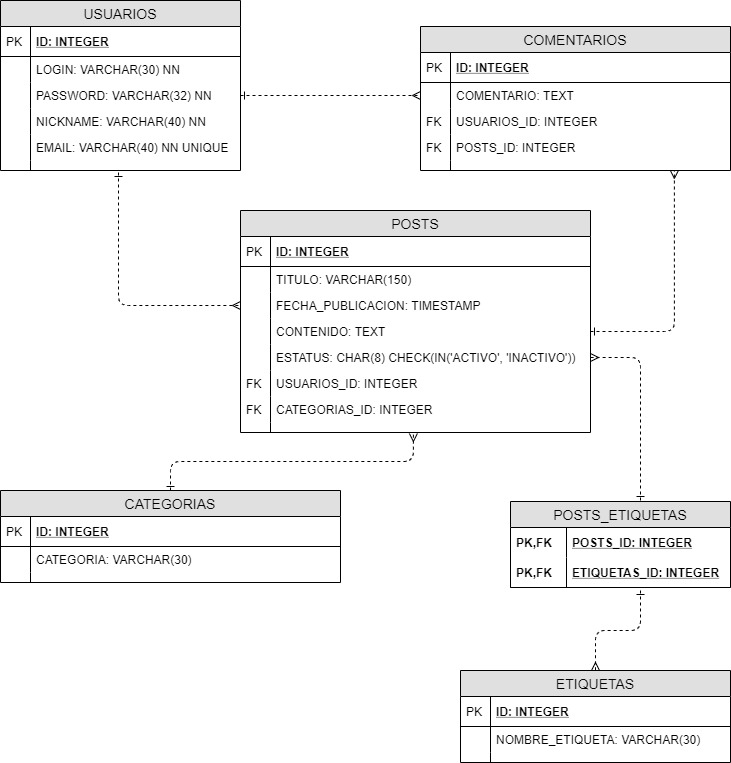 USUARIOS
PK ID: INTEGER
LOGIN: VARCHAR(30) NN
PASSWORD: VARCHAR(32) NN
NICKNAME: VARCHAR(40) NN
EMAIL: VARCHAR(40) NN UNIQUE
COMENTARIOS
PK ID: INTEGER
COMENTARIO: TEXT
FK USUARIOS_ID: INTEGER
FK POSTS_ID: INTEGER
POSTS
PK ID: INTEGER
TITULO: VARCHAR(150)
FECHA_PUBLICACION: TIMESTAMP
CONTENIDO: TEXT
ESTATUS: CHAR(8) CHECK(IN('ACTIVO', 'INACTIVO'))
FK USUARIOS_ID: INTEGER
FK CATEGORIAS_ID: INTEGER
CATEGORIAS
PK ID: INTEGER
CATEGORIA: VARCHAR(30)
POSTS_ETIQUETAS
PK,FK POSTS_ID: INTEGER
PK,FK ETIQUETAS_ID: INTEGER
ETIQUETAS
PK ID: INTEGER
NOMBRE_ETIQUETA: VARCHAR(30)